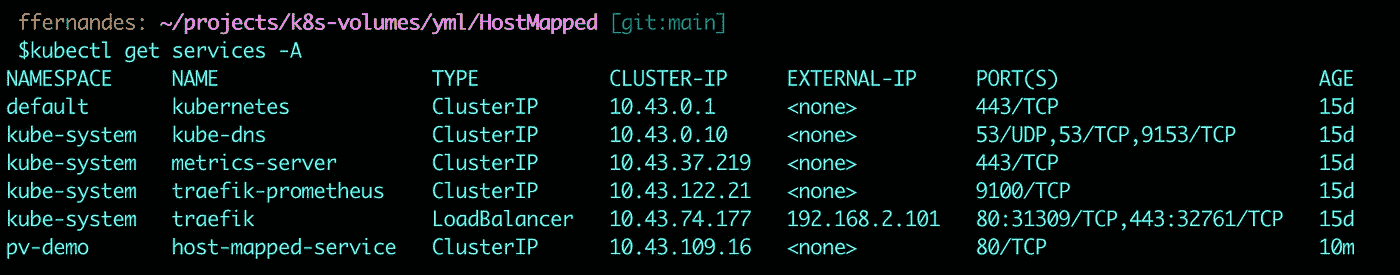 ffernandes: ~/projects/k8s-volumes/yml/HostMapped [git:main]
$kubectl get services -A
NAMESPACE NAME TYPE CLUSTER-IP EXTERNAL-IP PORT(S) AGE
default kubernetes ClusterIP 10.43.0.1 <none> 443/TCP 15d
kube-system kube-dns ClusterIP 10.43.0.10 <none> 53/UDP,53/TCP,9153/TCP 15d
kube-system metrics-server ClusterIP 10.43.37.219 <none> 443/TCP 15d
kube-system traefik-prometheus ClusterIP 10.43.122.21 <none> 9100/TCP 15d
kube-system traefik LoadBalancer 10.43.74.177 192.168.2.101 80:31309/TCP,443:32761/TCP 15d
pv-demo host-mapped-service ClusterIP 10.43.109.16 <none> 80/TCP 10m